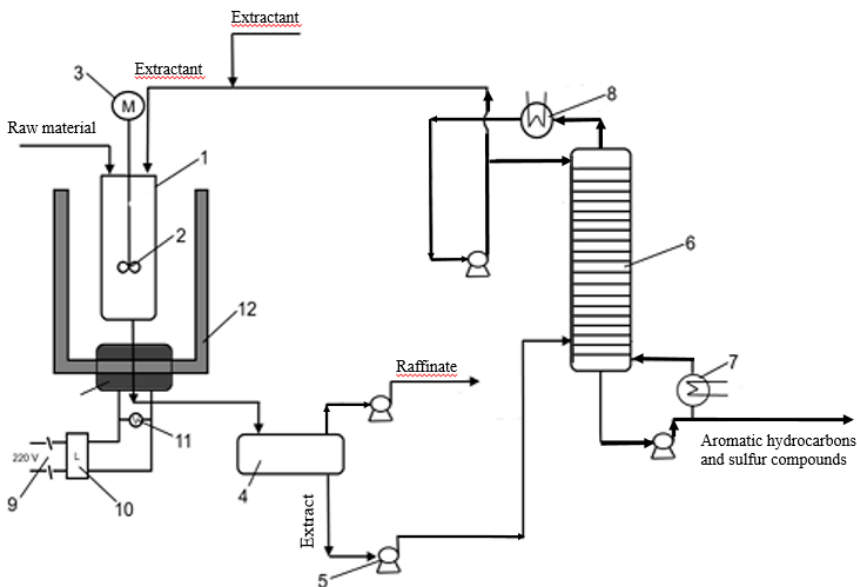 Extractant
Extractant
3
M
8
Raw material
1
2
6
12
Raffinate
7
11
220 V
L
4
Aromatic hydrocarbons
and sulfur compounds
9
10
Extract
5